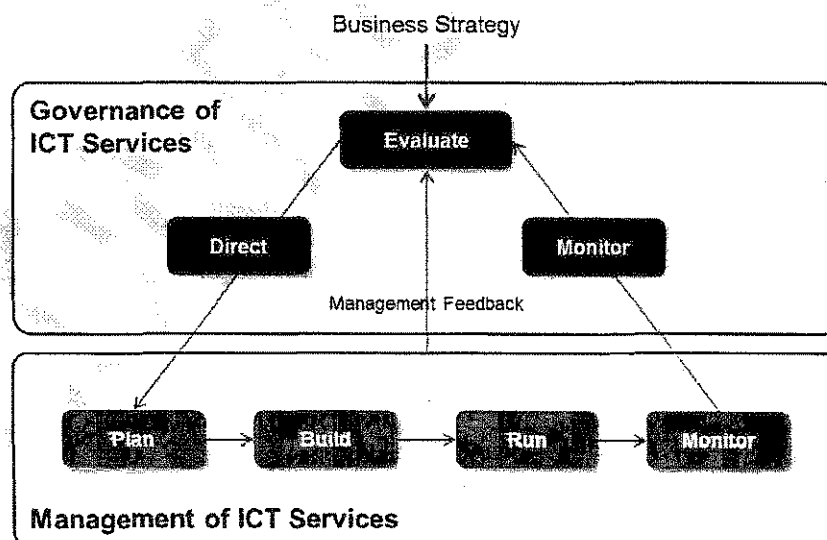 Business Strategy
Governance of
ICT Services
Evaluate
Direct
Monitor
Management Feedback
Plan
Build
Run
Monitor
Management of ICT Services